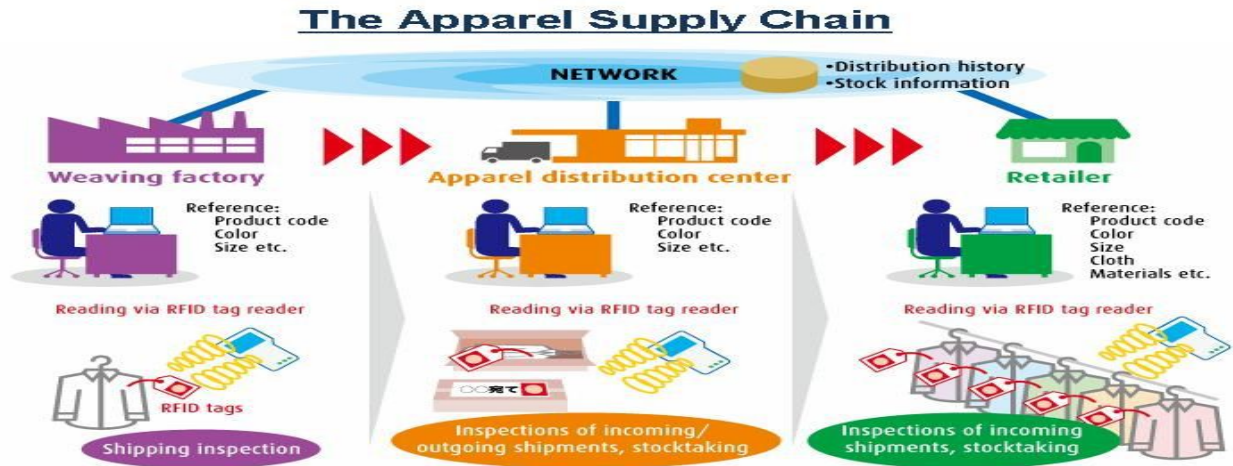 The Apparel Supply Chain
NETWORK
•Distribution history
•Stock information
Weaving factory
Apparel distribution center
Retailer
Reference:
Product code
Color
Size etc.
Reference:
Product code
Color
Size etc.
Reference:
Product code
Color
Size
Cloth
Materials etc.
Reading via RFID tag reader
Reading via RFID tag reader
Reading via RFID tag reader
RFID tags
○○宛て
Shipping inspection
Inspections of incoming/
outgoing shipments, stocktaking
Inspections of incoming
shipments, stocktaking